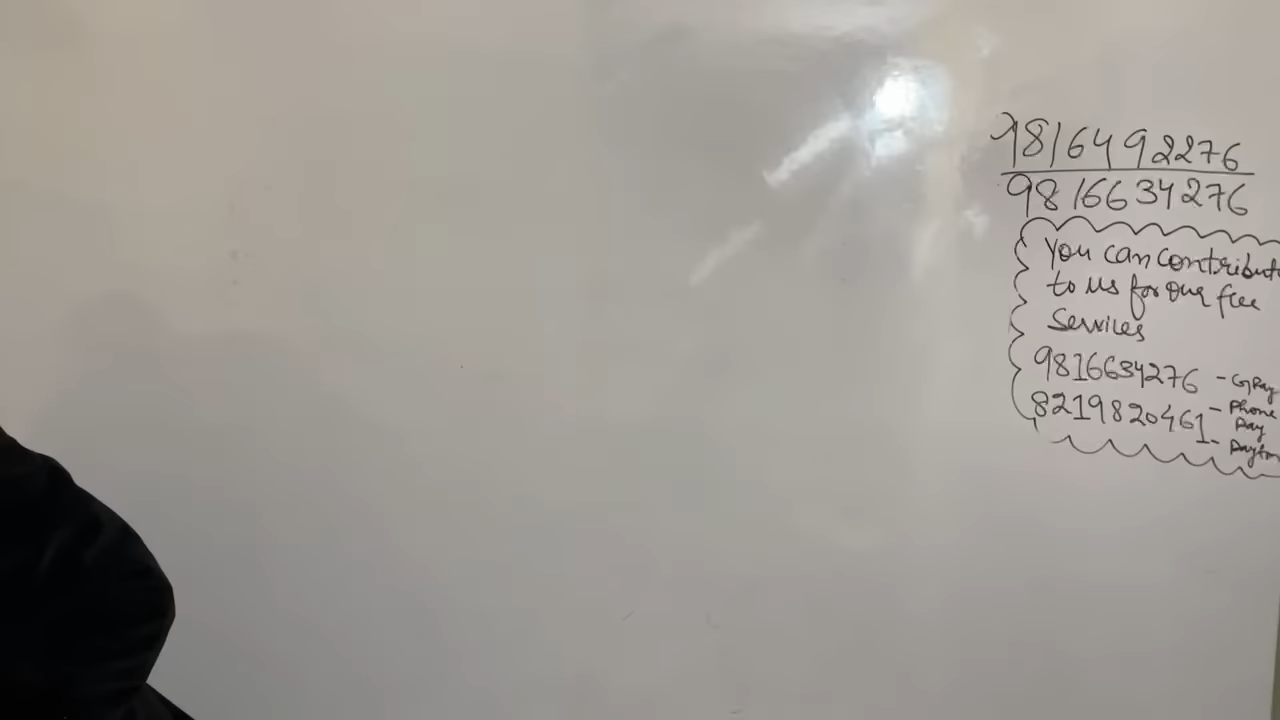 9816492276
9816634276
You can contribut
to us for our free
Services
9816634276 - G Pay
8219820461 - Phone
Pay
- Paytm